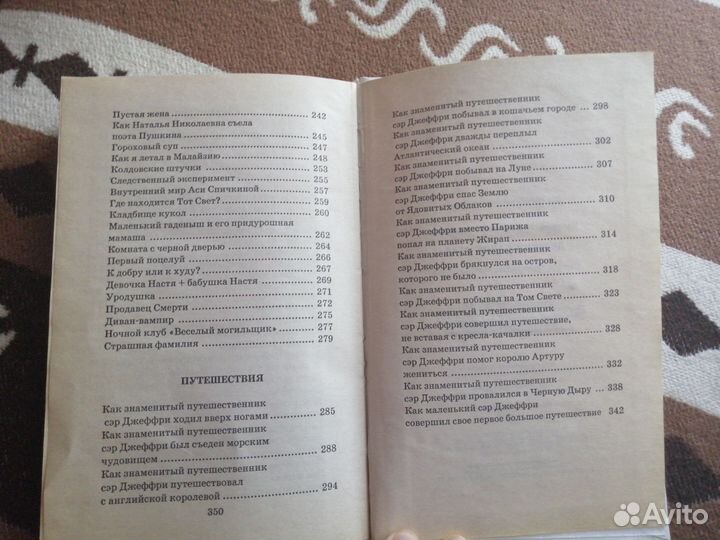 Пустая жена ........ 242
Как Наталья Николаевна съела
поэта Пушкина ........ 245
Гороховый суп ........ 247
Как я летал в Малайзию ........ 248
Колдовские штучки ........ 253
Следственный эксперимент ........ 255
Внутренний мир Аси Спичкиной ........ 257
Где находится Тот Свет? ........ 259
Кладбище кукол ........ 260
Маленький гаденыш и его придурошная
мамаша ........ 262
Комната с черной дверью ........ 264
Первый поцелуй ........ 266
К добру или к худу? ........ 267
Девочка Настя + бабушка Настя ........ 269
Уродушка ........ 271
Продавец Смерти ........ 272
Диван-вампир ........ 275
Ночной клуб «Веселый могильщик» ........ 277
Страшная фамилия ........ 279
ПУТЕШЕСТВИЯ
Как знаменитый путешественник
сэр Джеффри ходил вверх ногами ........ 285
Как знаменитый путешественник
сэр Джеффри был съеден морским
чудовищем ........ 288
Как знаменитый путешественник
сэр Джеффри путешествовал
с английской королевой ........ 294
350
Как знаменитый путешественник
сэр Джеффри побывал в кошачьем городе ........ 298
Как знаменитый путешественник
сэр Джеффри дважды переплыл
Атлантический океан ........ 302
Как знаменитый путешественник
сэр Джеффри побывал на Луне ........ 307
Как знаменитый путешественник
сэр Джеффри спас Землю
от Ядовитых Облаков ........ 310
Как знаменитый путешественник
сэр Джеффри вместо Парижа
попал на планету Жирап ........ 314
Как знаменитый путешественник
сэр Джеффри брякнулся на остров,
которого не было ........ 318
Как знаменитый путешественник
сэр Джеффри побывал на Том Свете ........ 323
Как знаменитый путешественник
сэр Джеффри совершил путешествие,
не вставая с кресла-качалки ........ 328
Как знаменитый путешественник
сэр Джеффри помог королю Артуру
жениться ........ 332
Как знаменитый путешественник
сэр Джеффри провалился в Черную Дыру ........ 338
Как маленький сэр Джеффри
совершил свое первое большое путешествие ........ 342
Avito